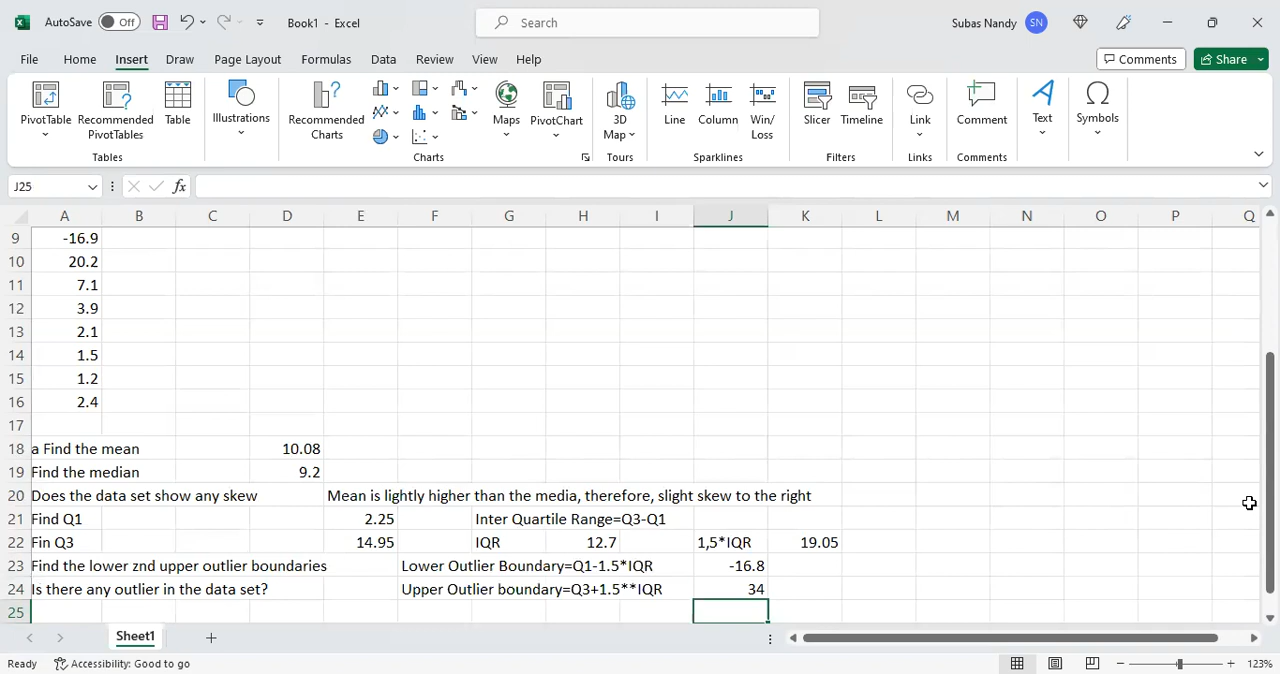 AutoSave Off Book1 - Excel Search Subas Nandy SN
File Home Insert Draw Page Layout Formulas Data Review View Help Comments Share
PivotTable Recommended PivotTables Table Illustrations Recommended Charts Maps PivotChart 3D Map Line Column Win/Loss Slicer Timeline Link Comment Text Symbols
Tables Charts Tours Sparklines Filters Links Comments
J25 fx
A B C D E F G H I J K L M N O P Q
9 -16.9
10 20.2
11 7.1
12 3.9
13 2.1
14 1.5
15 1.2
16 2.4
17
18 a Find the mean 10.08
19 Find the median 9.2
20 Does the data set show any skew Mean is lightly higher than the media, therefore, slight skew to the right
21 Find Q1 2.25 Inter Quartile Range=Q3-Q1
22 Fin Q3 14.95 IQR 12.7 1,5*IQR 19.05
23 Find the lower znd upper outlier boundaries Lower Outlier Boundary=Q1-1.5*IQR -16.8
24 Is there any outlier in the data set? Upper Outlier boundary=Q3+1.5**IQR 34
25
Sheet1
Ready Accessibility: Good to go 123%